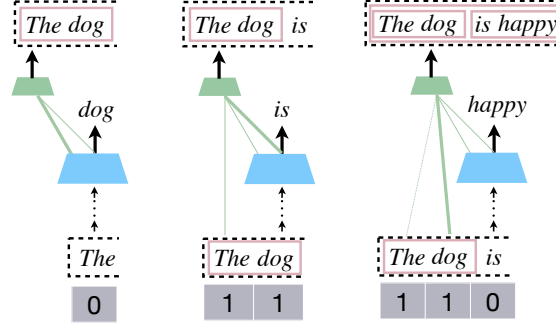 The dog
dog
The
0
The dog is
is
The dog
1 1
The dog is happy
happy
The dog is
1 1 0